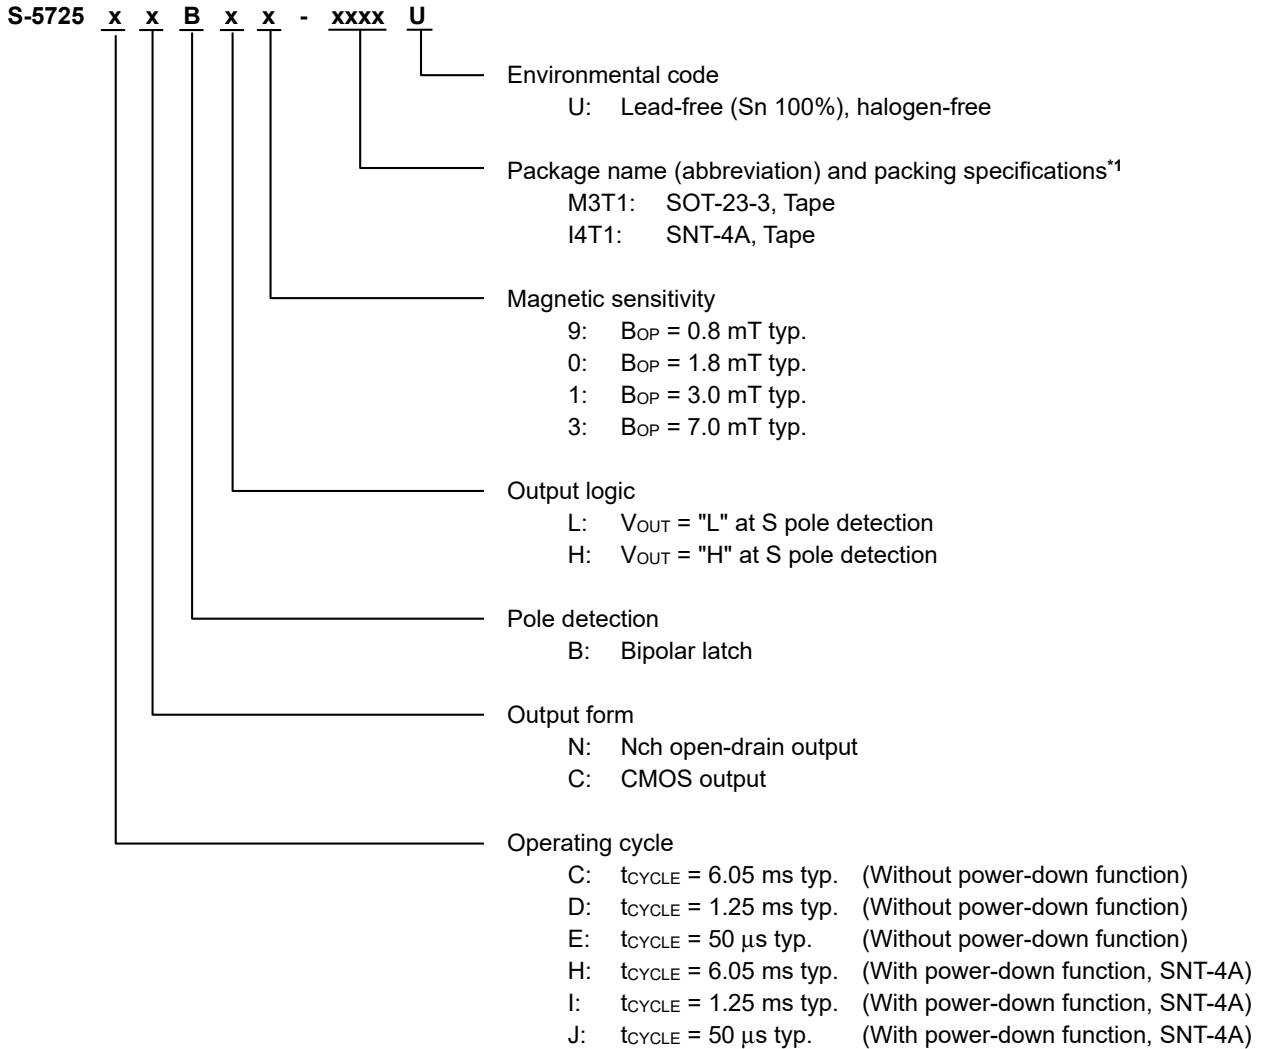 S-5725 x x B x x - xxxx U
Environmental code
U: Lead-free (Sn 100%), halogen-free
Package name (abbreviation) and packing specifications*1
M3T1: SOT-23-3, Tape
I4T1: SNT-4A, Tape
Magnetic sensitivity
9: BOP = 0.8 mT typ.
0: BOP = 1.8 mT typ.
1: BOP = 3.0 mT typ.
3: BOP = 7.0 mT typ.
Output logic
L: VOUT = "L" at S pole detection
H: VOUT = "H" at S pole detection
Pole detection
B: Bipolar latch
Output form
N: Nch open-drain output
C: CMOS output
Operating cycle
C: tCYCLE = 6.05 ms typ. (Without power-down function)
D: tCYCLE = 1.25 ms typ. (Without power-down function)
E: tCYCLE = 50 μs typ. (Without power-down function)
H: tCYCLE = 6.05 ms typ. (With power-down function, SNT-4A)
I: tCYCLE = 1.25 ms typ. (With power-down function, SNT-4A)
J: tCYCLE = 50 μs typ. (With power-down function, SNT-4A)